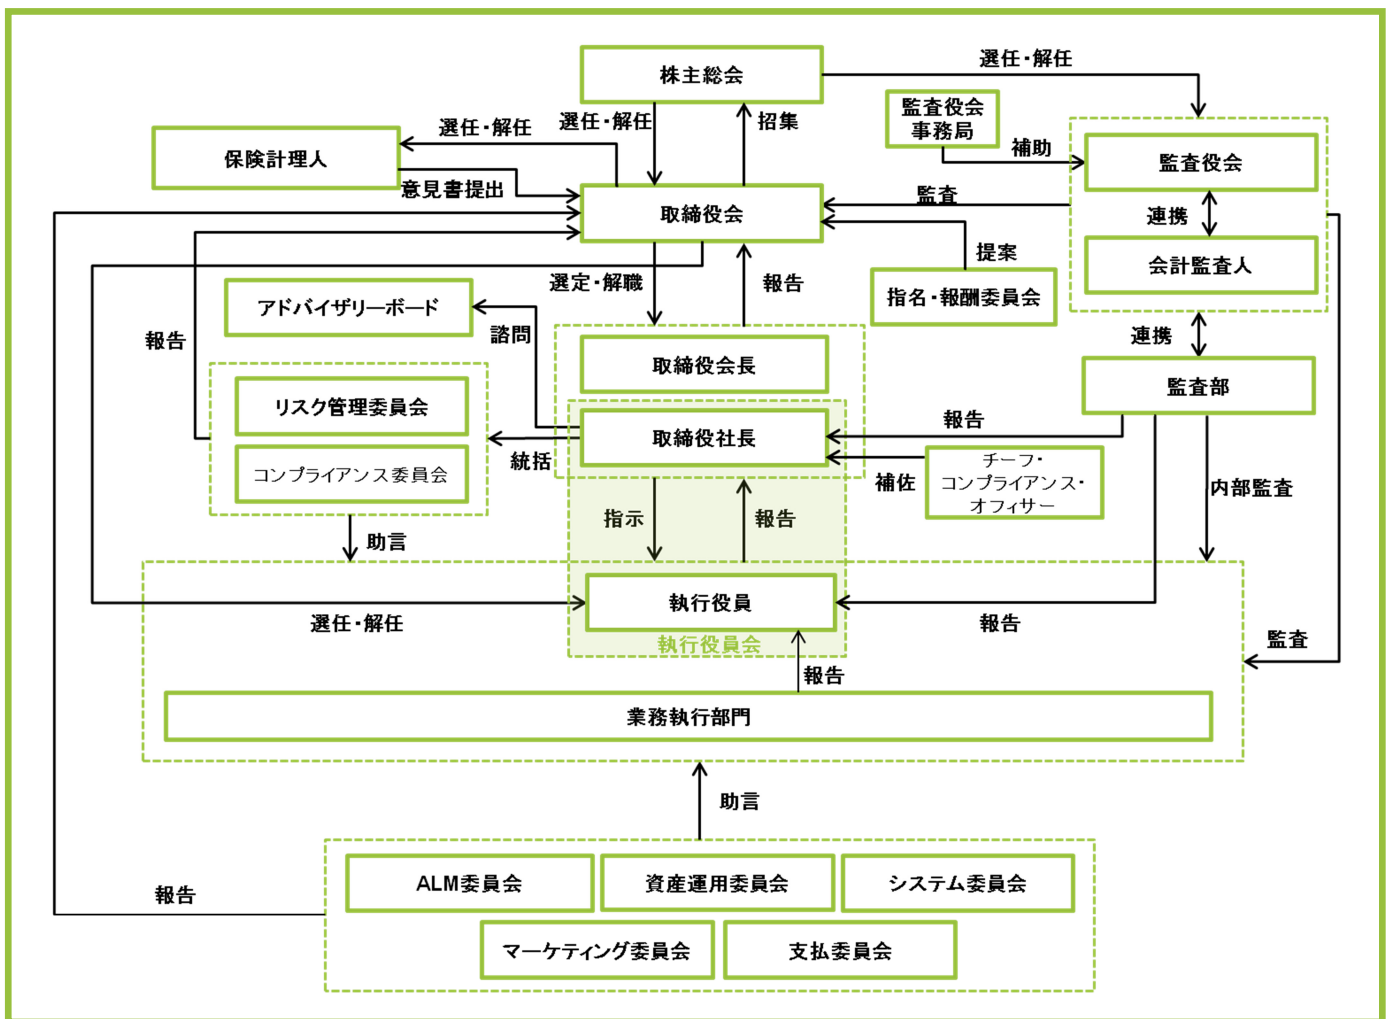 株主総会
選任・解任
監査役会
事務局
補助
選任・解任
選任・解任
招集
保険計理人
意見書提出
監査役会
取締役会
監査
連携
会計監査人
提案
指名・報酬委員会
選定・解職
報告
アドバイザリーボード
諮問
報告
連携
監査部
取締役会長
リスク管理委員会
コンプライアンス委員会
取締役社長
統括
報告
補佐
チーフ・
コンプライアンス・
オフィサー
内部監査
指示
報告
助言
執行役員
執行役員会
選任・解任
報告
監査
報告
業務執行部門
助言
報告
ALM委員会
資産運用委員会
システム委員会
マーケティング委員会
支払委員会